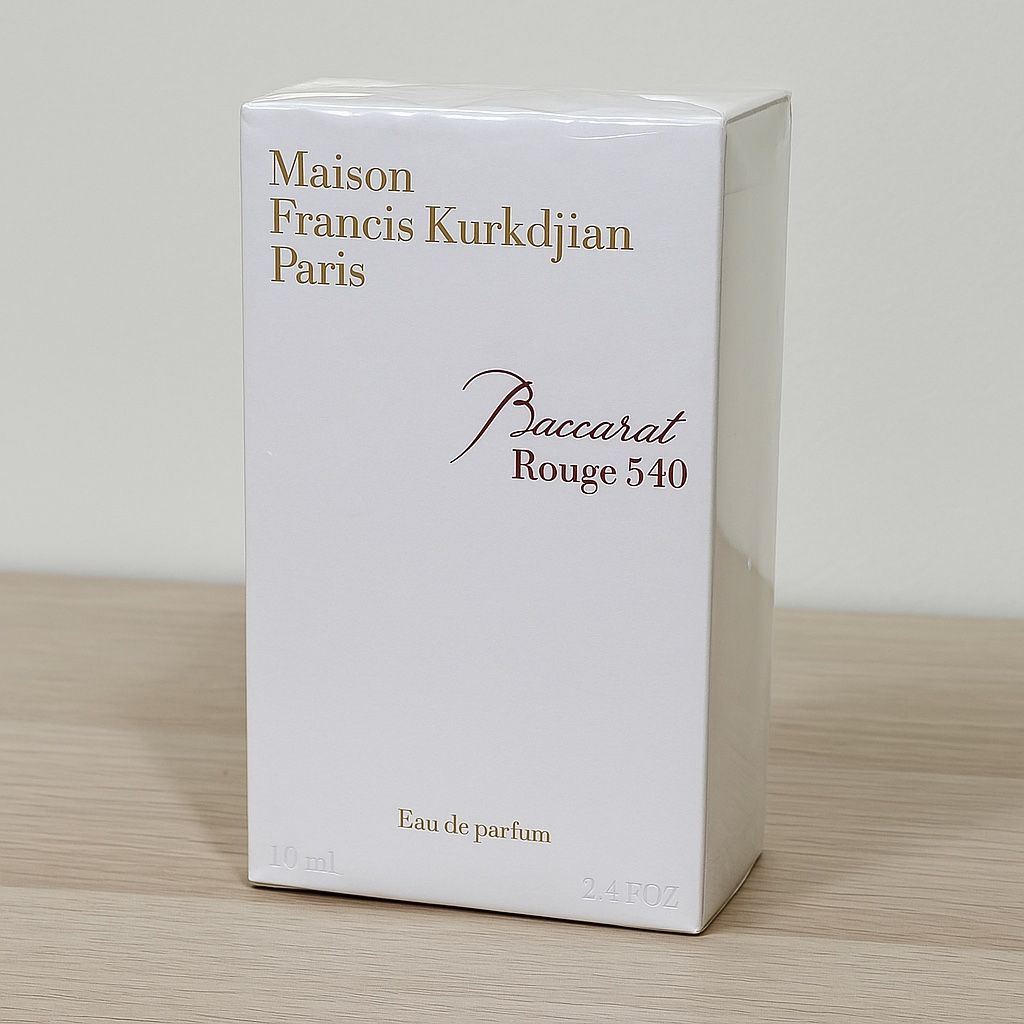 Maison
Francis Kurkdjian
Paris
Baccarat
Rouge 540
Eau de parfum
10 ml
2.4 FOZ